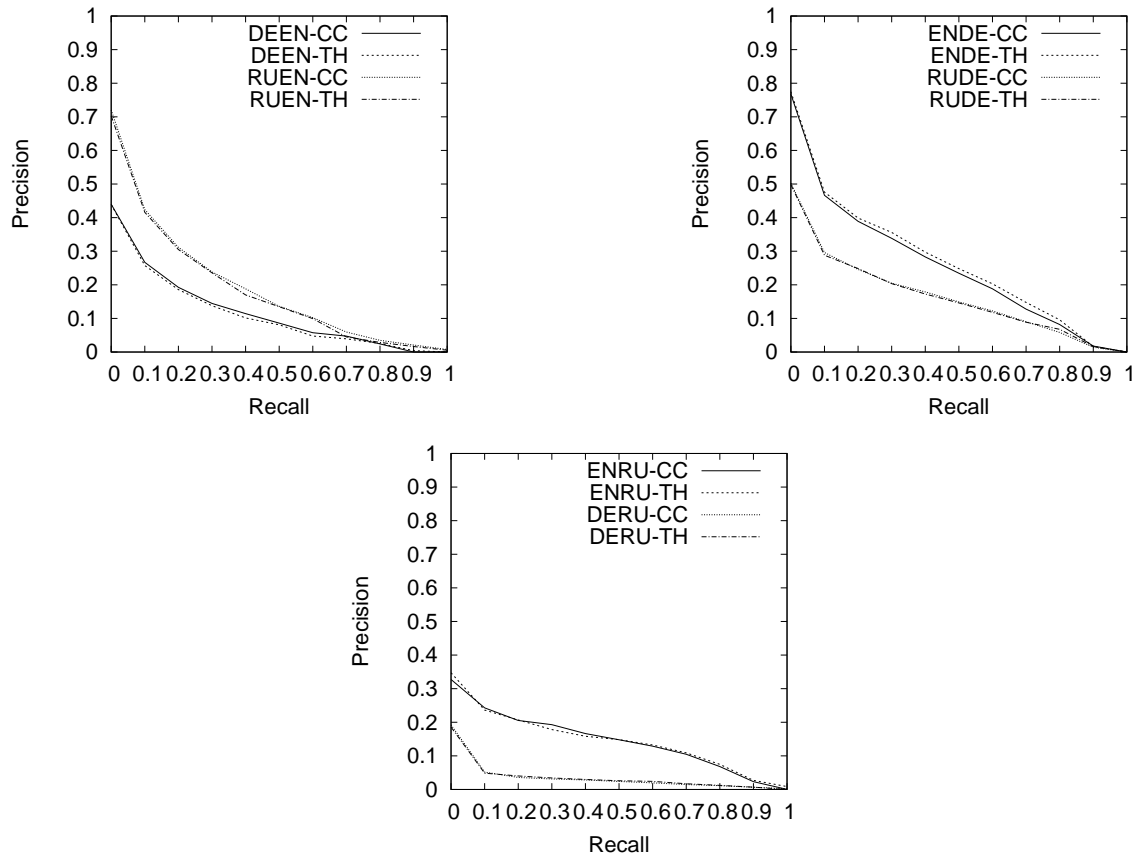 1
0.9
0.8
0.7
0.6
0.5
0.4
0.3
0.2
0.1
0
Precision
DEEN-CC
DEEN-TH
RUEN-CC
RUEN-TH
0 0.1 0.2 0.3 0.4 0.5 0.6 0.7 0.8 0.9 1
Recall
1
0.9
0.8
0.7
0.6
0.5
0.4
0.3
0.2
0.1
0
Precision
ENDE-CC
ENDE-TH
RUDE-CC
RUDE-TH
0 0.1 0.2 0.3 0.4 0.5 0.6 0.7 0.8 0.9 1
Recall
1
0.9
0.8
0.7
0.6
0.5
0.4
0.3
0.2
0.1
0
Precision
ENRU-CC
ENRU-TH
DERU-CC
DERU-TH
0 0.1 0.2 0.3 0.4 0.5 0.6 0.7 0.8 0.9 1
Recall